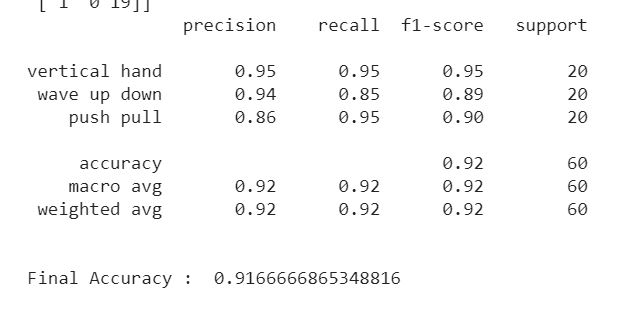 [ 1 0 19]]
precision recall f1-score support
vertical hand 0.95 0.95 0.95 20
wave up down 0.94 0.85 0.89 20
push pull 0.86 0.95 0.90 20
accuracy 0.92 60
macro avg 0.92 0.92 0.92 60
weighted avg 0.92 0.92 0.92 60
Final Accuracy : 0.9166666865348816